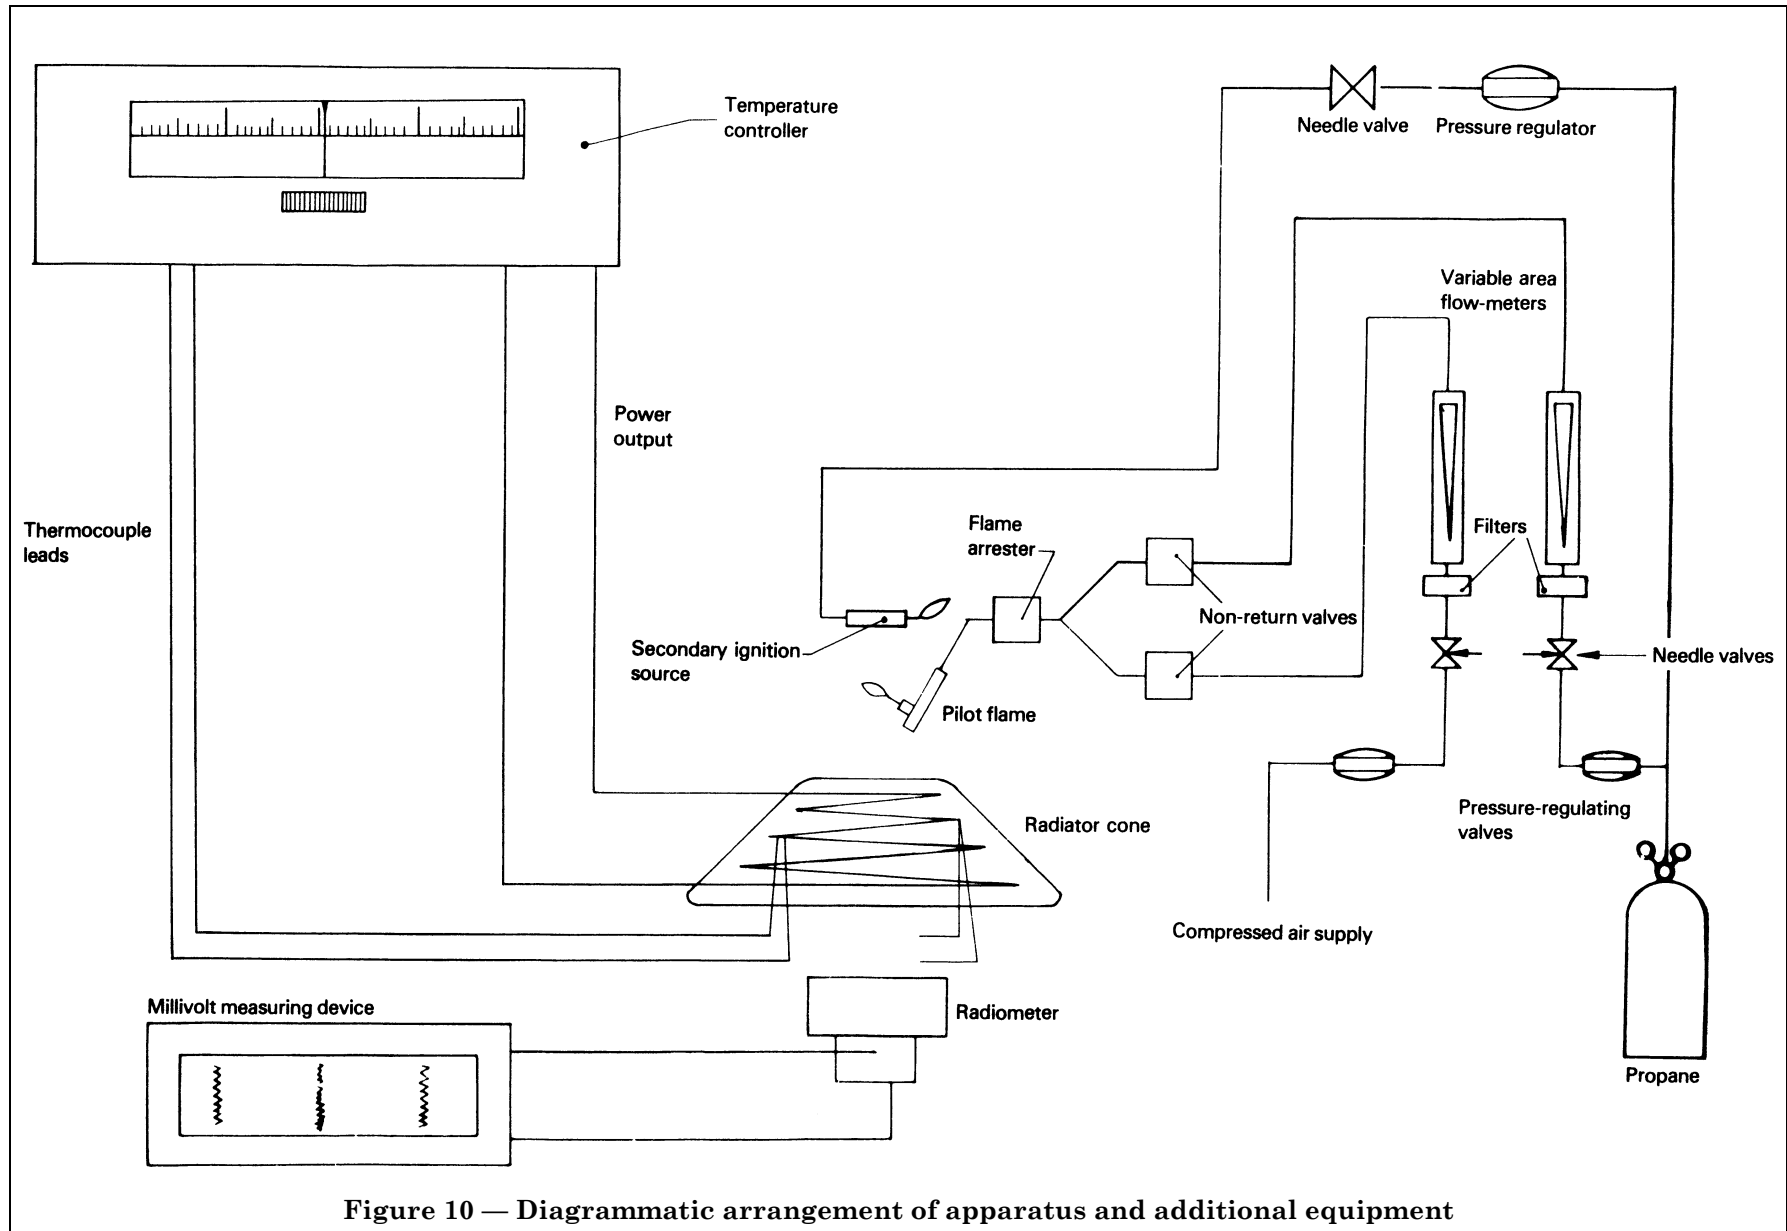 Temperature
controller
Needle valve
Pressure regulator
Variable area
flow-meters
Power
output
Thermocouple
leads
Flame
arrester
Filters
Non-return valves
Secondary ignition
source
Needle valves
Pilot flame
Pressure-regulating
valves
Radiator cone
Compressed air supply
Millivolt measuring device
Radiometer
Propane
Figure 10 — Diagrammatic arrangement of apparatus and additional equipment